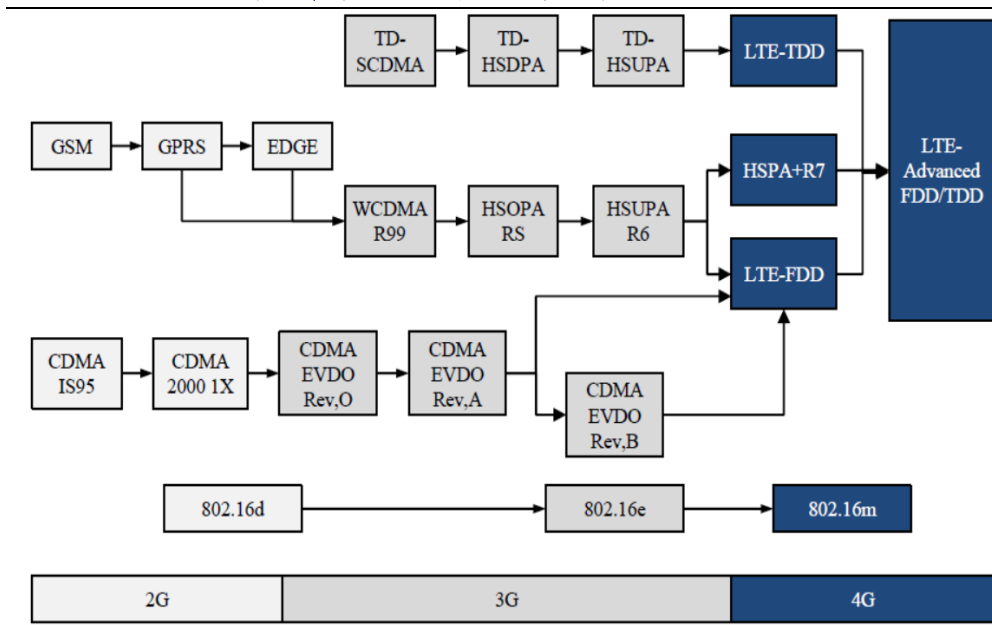 TD-
SCDMA
TD-
HSDPA
TD-
HSUPA
LTE-TDD
GSM
GPRS
EDGE
HSPA+R7
LTE-
Advanced
FDD/TDD
WCDMA
R99
HSOPA
RS
HSUPA
R6
LTE-FDD
CDMA
IS95
CDMA
2000 1X
CDMA
EVDO
Rev,O
CDMA
EVDO
Rev,A
CDMA
EVDO
Rev,B
802.16d
802.16e
802.16m
2G
3G
4G